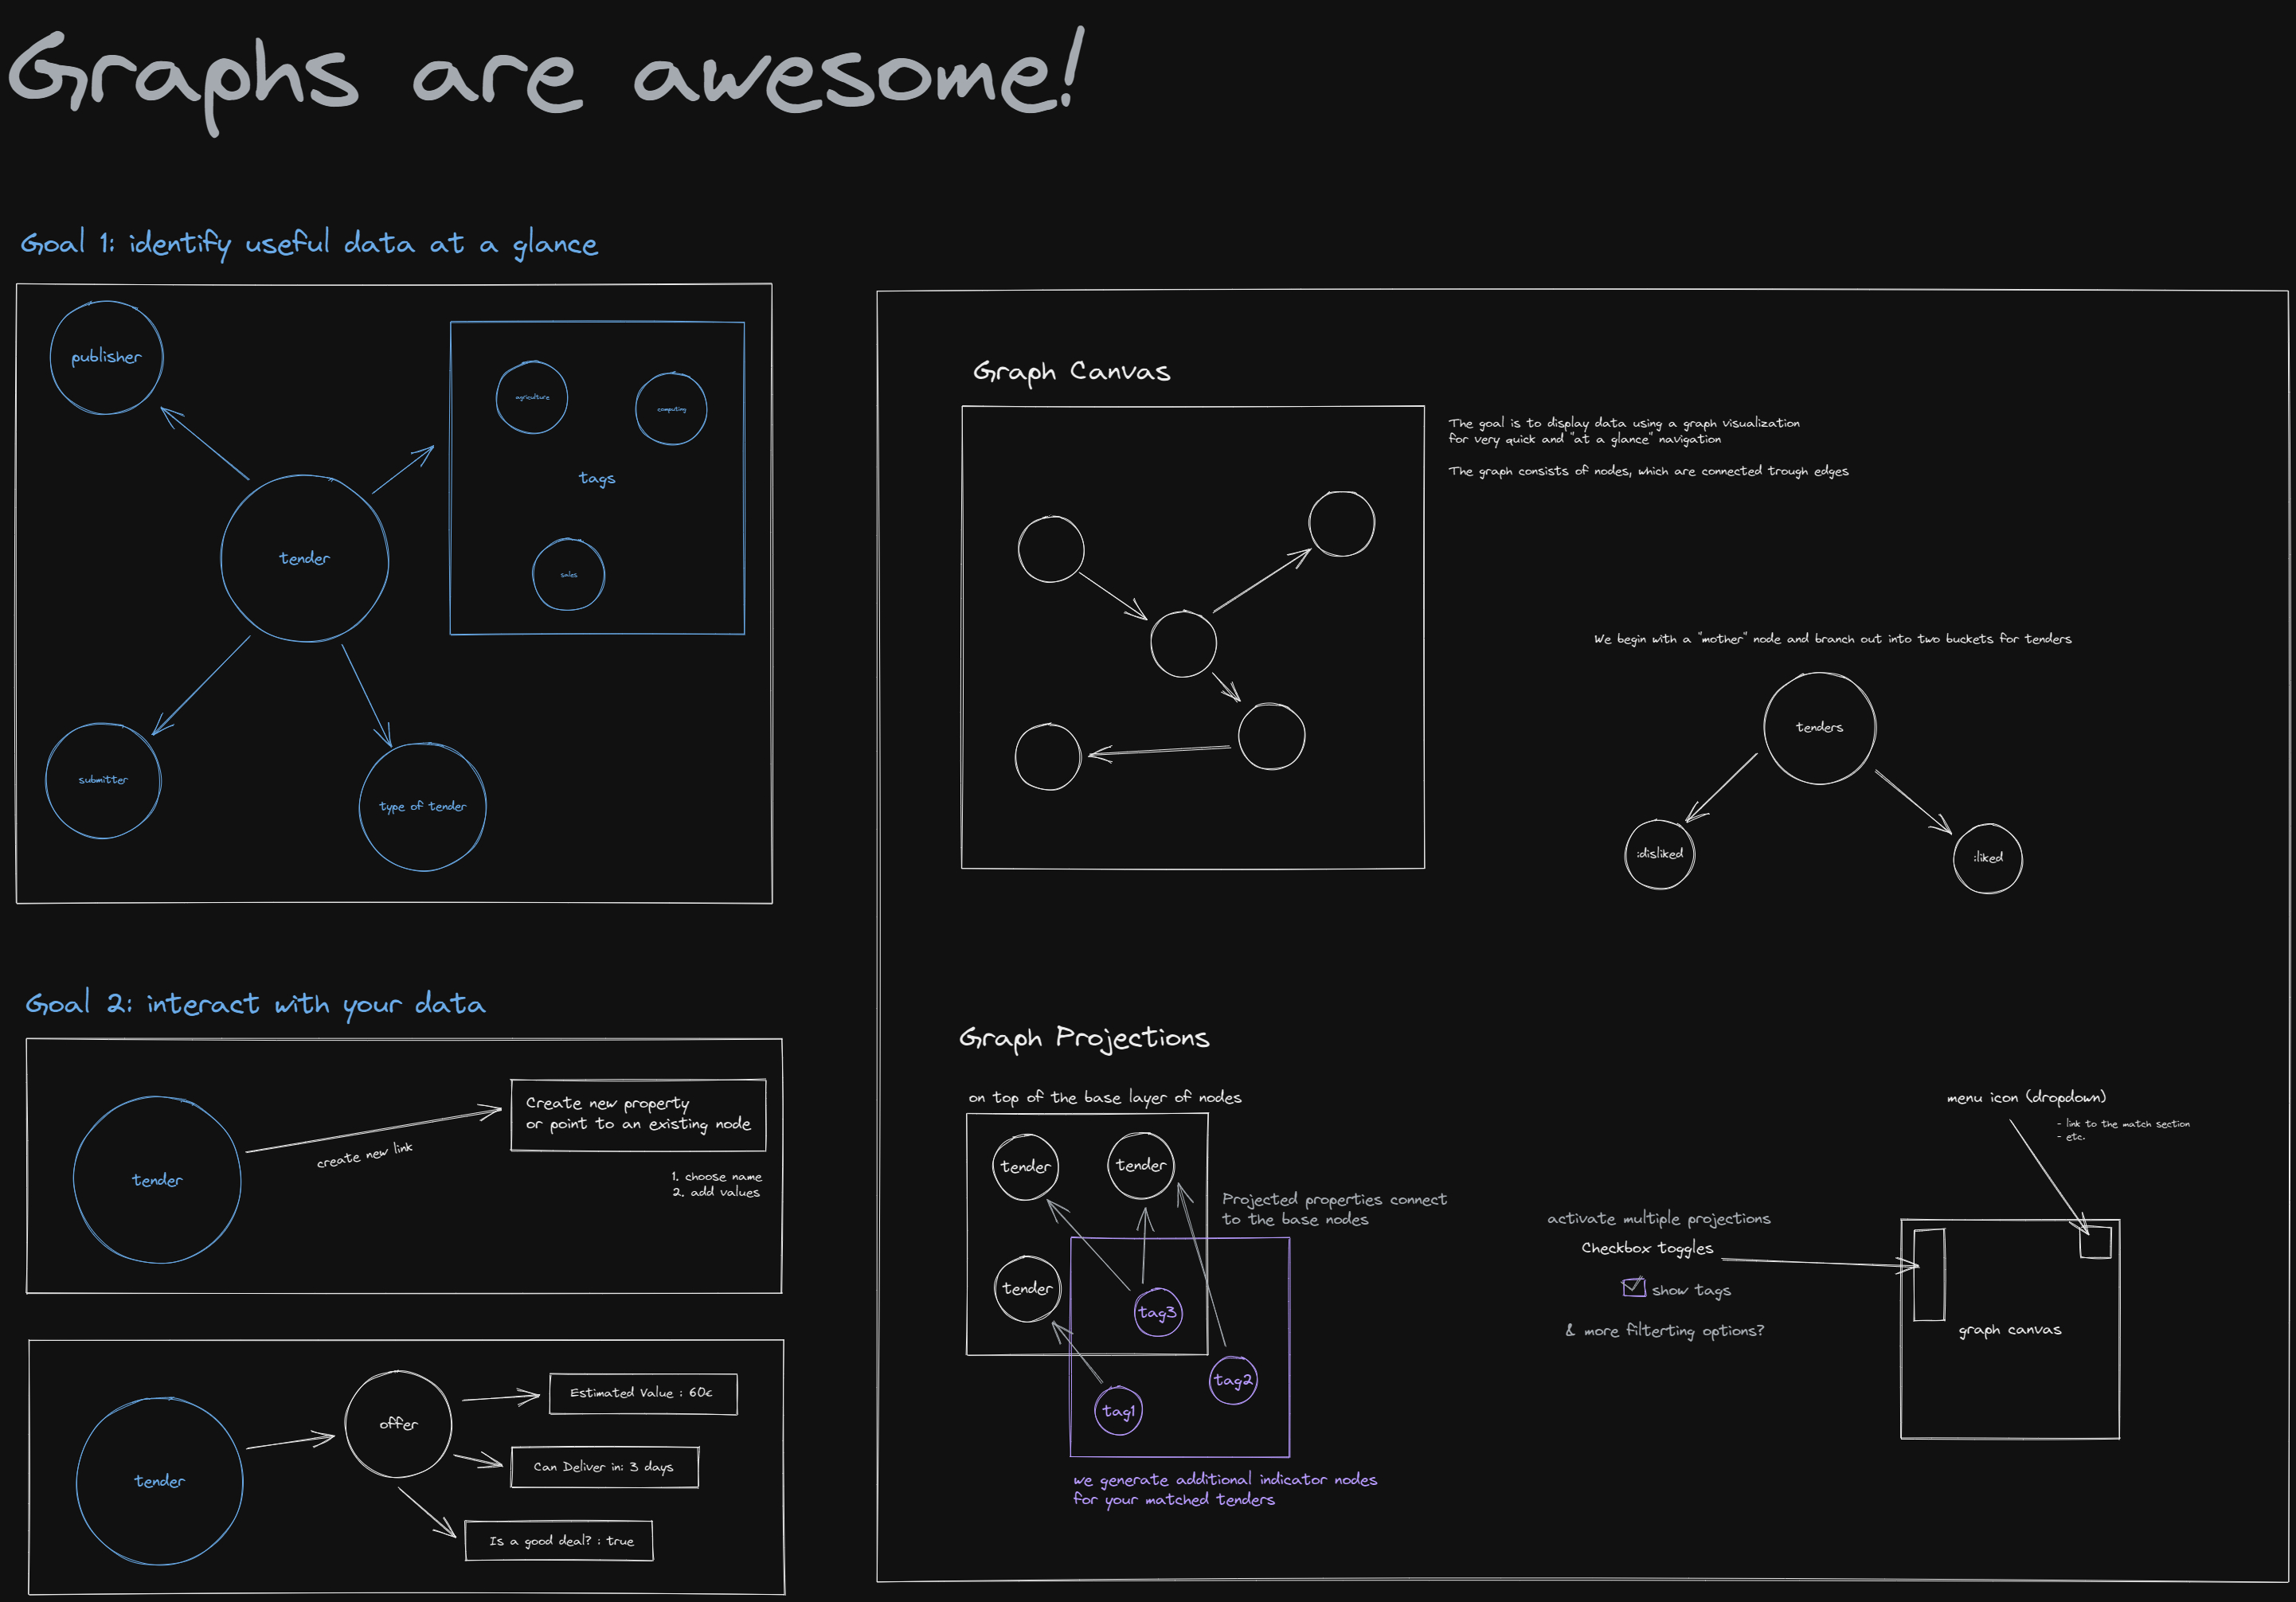 Graphs are awesome!
Goal 1: identify useful data at a glance
publisher
agriculture
computing
tags
tender
sales
submitter
type of tender
Goal 2: interact with your data
tender
create new link
Create new property
or point to an existing node
1. choose name
2. add values
tender
offer
Estimated Value : 60€
Can Deliver in: 3 days
Is a good deal? : true
Graph Canvas
The goal is to display data using a graph visualization
for very quick and "at a glance" navigation
The graph consists of nodes, which are connected trough edges
We begin with a "mother" node and branch out into two buckets for tenders
tenders
:disliked
:liked
Graph Projections
on top of the base layer of nodes
tender
tender
tender
Projected properties connect
to the base nodes
tag3
tag2
tag1
we generate additional indicator nodes
for your matched tenders
activate multiple projections
Checkbox toggles
show tags
& more filterting options?
menu icon (dropdown)
- link to the match section
- etc.
graph canvas